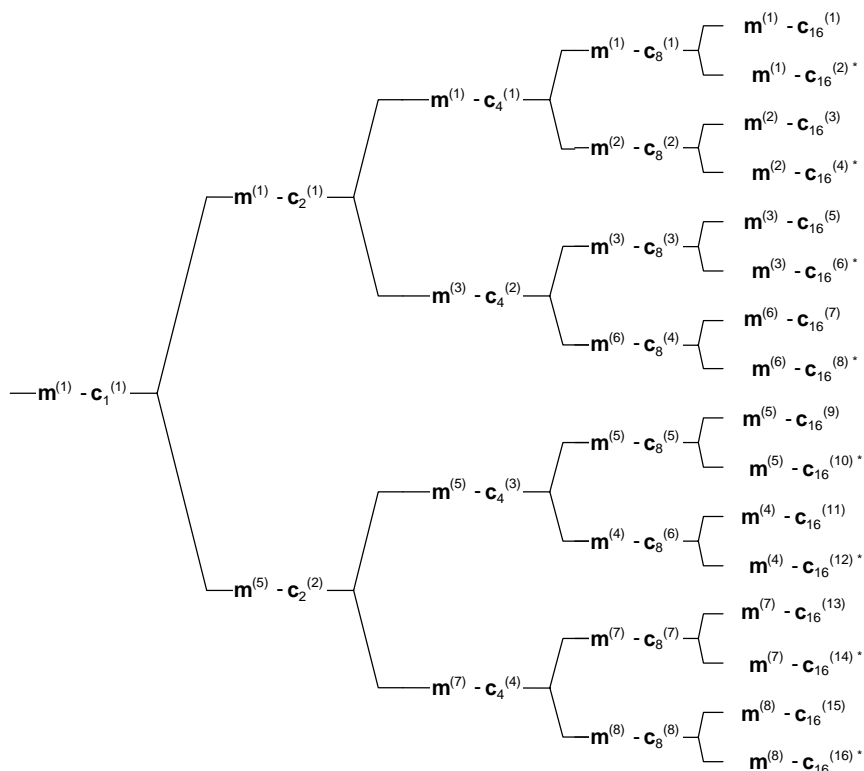 m(1) - c16(1)
m(1) - c8(1)
m(1) - c16(2) *
m(1) - c4(1)
m(2) - c16(3)
m(2) - c8(2)
m(2) - c16(4) *
m(1) - c2(1)
m(3) - c16(5)
m(3) - c8(3)
m(3) - c16(6) *
m(3) - c4(2)
m(6) - c16(7)
m(6) - c8(4)
m(6) - c16(8) *
m(1) - c1(1)
m(5) - c16(9)
m(5) - c8(5)
m(5) - c16(10) *
m(5) - c4(3)
m(4) - c16(11)
m(4) - c8(6)
m(4) - c16(12) *
m(5) - c2(2)
m(7) - c16(13)
m(7) - c8(7)
m(7) - c16(14) *
m(7) - c4(4)
m(8) - c16(15)
m(8) - c8(8)
m(8) - c16(16) *